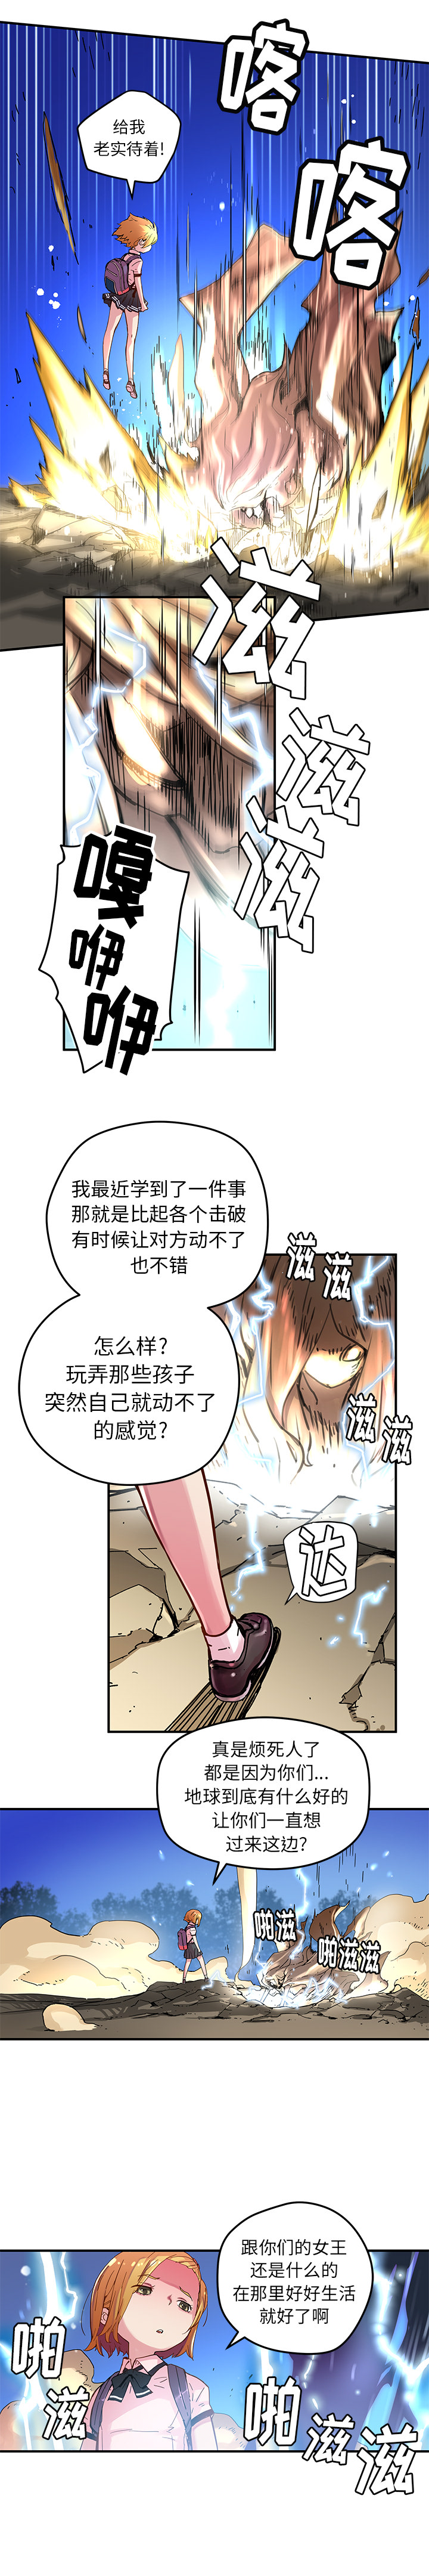 喀
给我
老实待着!
喀
滋
滋
滋
嘎
咿
咿
我最近学到了一件事
那就是比起各个击破
有时候让对方动不了
也不错
滋
滋
怎么样?
玩弄那些孩子
突然自己就动不了
的感觉?
滋
滋
达
真是烦死人了
都是因为你们...
地球到底有什么好的
让你们一直想
过来这边?
啪滋
啪滋滋
跟你们的女王
还是什么的
在那里好好生活
就好了啊
啪
滋
啪
滋
滋